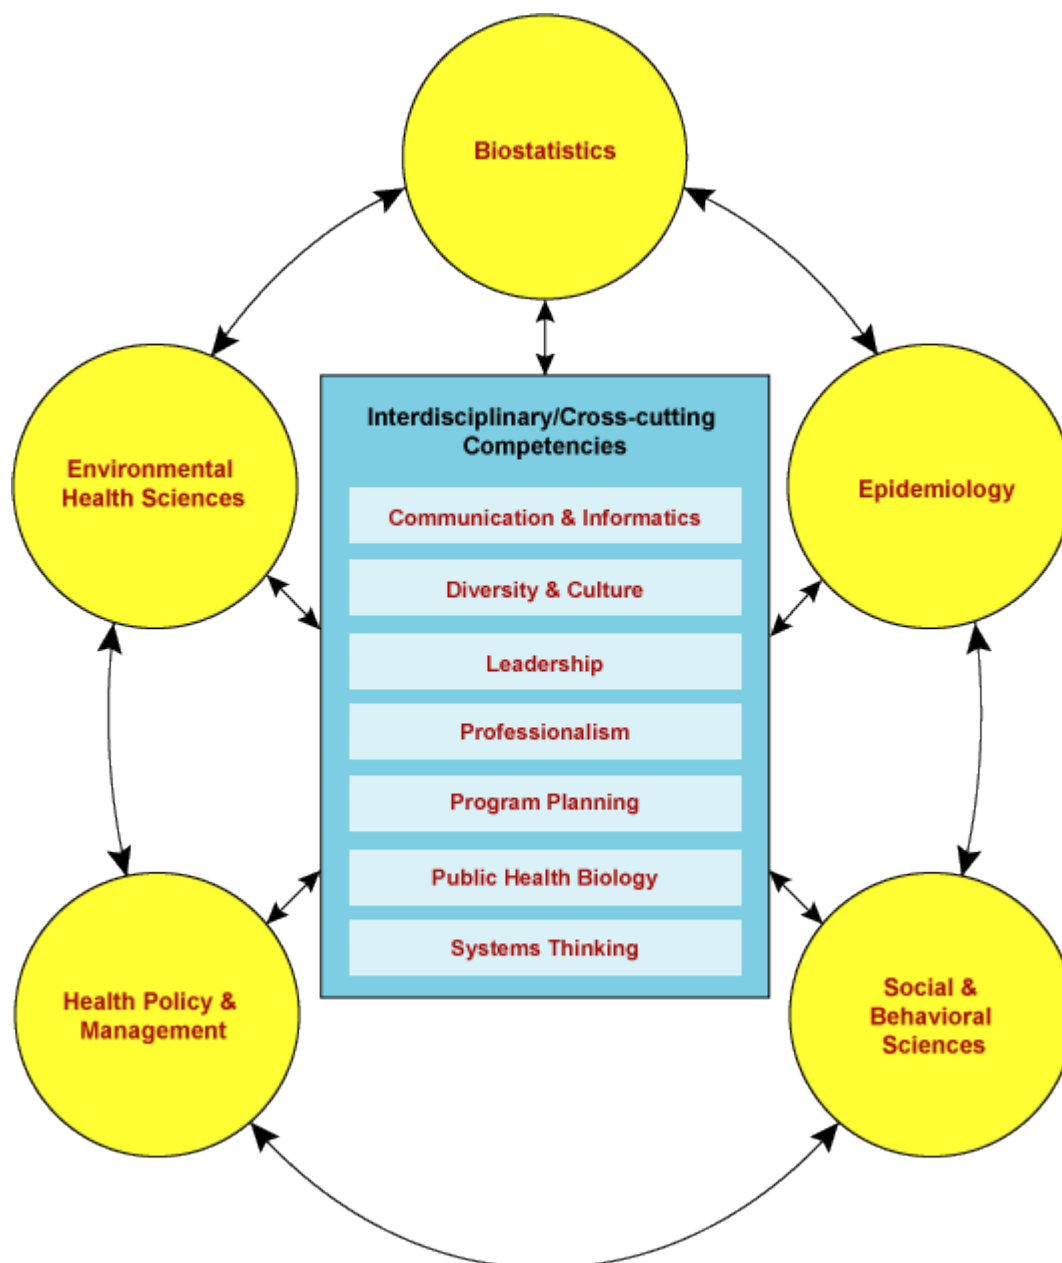 Biostatistics
Environmental
Health Sciences
Epidemiology
Interdisciplinary/Cross-cutting
Competencies
Communication & Informatics
Diversity & Culture
Leadership
Professionalism
Program Planning
Public Health Biology
Systems Thinking
Health Policy &
Management
Social &
Behavioral
Sciences